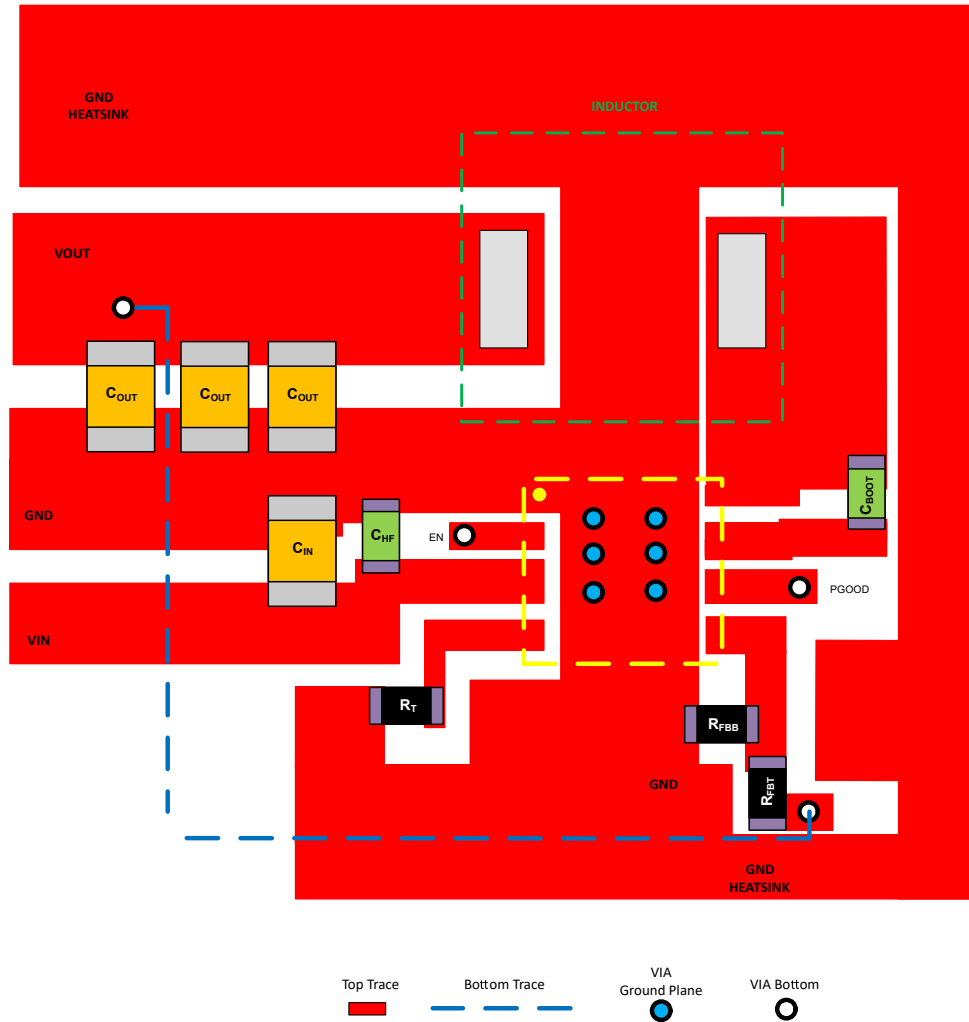 GND
HEATSINK
INDUCTOR
VOUT
COUT
COUT
COUT
CBOOT
GND
CIN
CHF
EN
PGOOD
VIN
RT
RFBB
GND
RFBT
GND
HEATSINK
Top Trace
Bottom Trace
VIA
Ground Plane
VIA Bottom